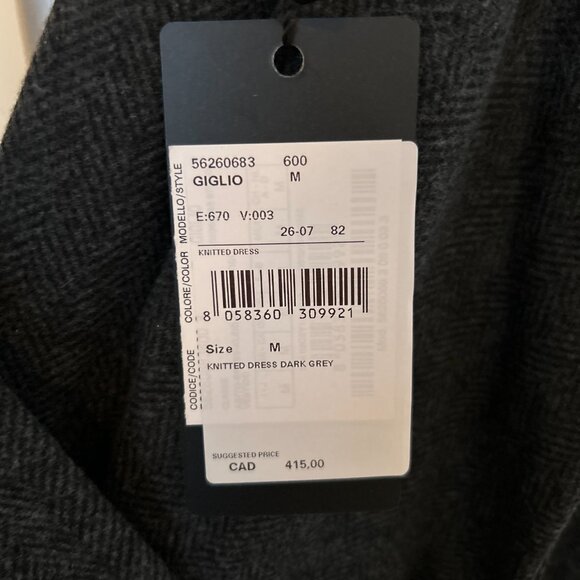 56260683 600
GIGLIO M
E:670 V:003
26-07 82
KNITTED DRESS
8 058360 309921
Size M
KNITTED DRESS DARK GREY
SUGGESTED PRICE
CAD 415,00
CODICE/CODE COLORE/COLOR MODELLO/STYLE